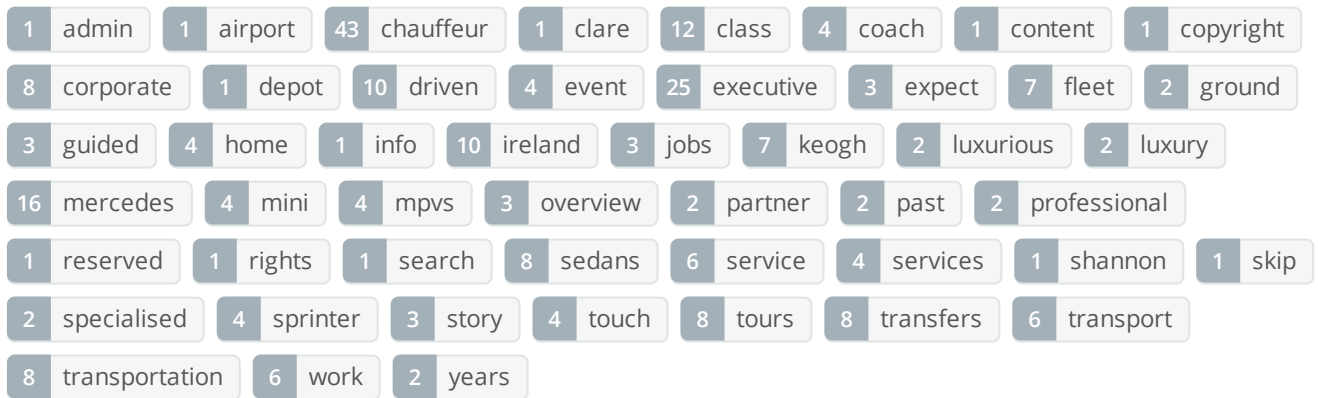 1 admin 1 airport 43 chauffeur 1 clare 12 class 4 coach 1 content 1 copyright
8 corporate 1 depot 10 driven 4 event 25 executive 3 expect 7 fleet 2 ground
3 guided 4 home 1 info 10 ireland 3 jobs 7 keogh 2 luxurious 2 luxury
16 mercedes 4 mini 4 mpvs 3 overview 2 partner 2 past 2 professional
1 reserved 1 rights 1 search 8 sedans 6 service 4 services 1 shannon 1 skip
2 specialised 4 sprinter 3 story 4 touch 8 tours 8 transfers 6 transport
8 transportation 6 work 2 years